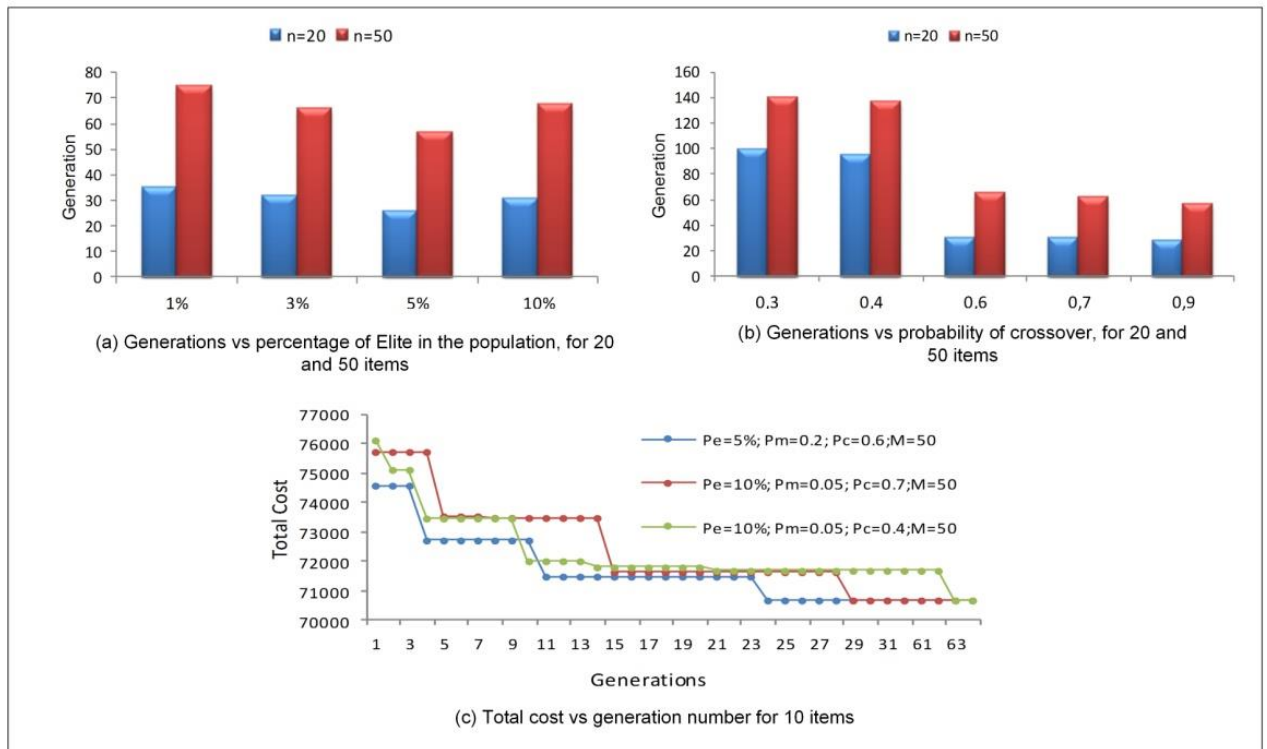 n=20 n=50
80
70
60
50
40
30
20
10
0
Generation
1% 3% 5% 10%
(a) Generations vs percentage of Elite in the population, for 20
and 50 items
n=20 n=50
160
140
120
100
80
60
40
20
0
Generation
0.3 0.4 0.6 0,7 0,9
(b) Generations vs probability of crossover, for 20 and
50 items
77000
76000
75000
74000
73000
72000
71000
70000
Total Cost
Pe=5%; Pm=0.2; Pc=0.6;M=50
Pe=10%; Pm=0.05; Pc=0.7;M=50
Pe=10%; Pm=0.05; Pc=0.4;M=50
1 3 5 7 9 11 13 15 17 19 21 23 25 27 29 31 61 63
Generations
(c) Total cost vs generation number for 10 items